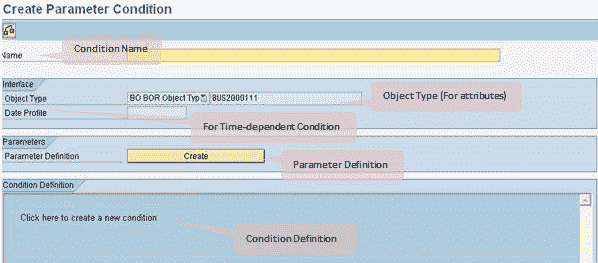 Create Parameter Condition
Name
Condition Name
Interface
Object Type BO BOR Object Typ BUS2000111
Object Type (For attributes)
Date Profile
For Time-dependent Condition
Parameters
Parameter Definition Create
Parameter Definition
Condition Definition
Click here to create a new condition
Condition Definition